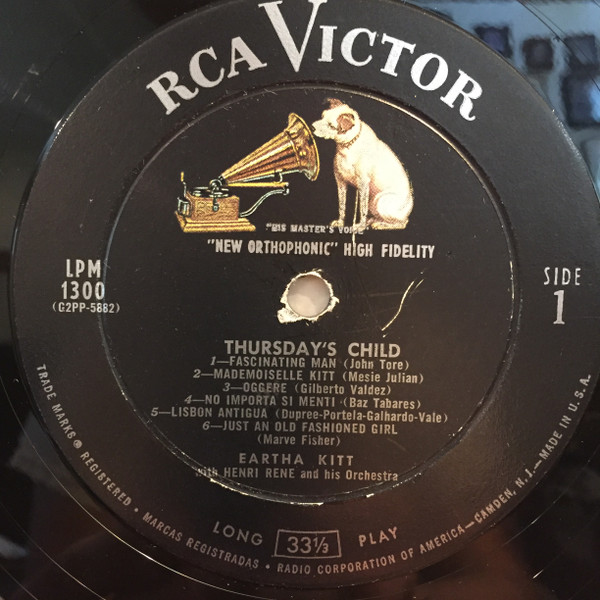 RCA VICTOR
"HIS MASTER'S VOICE"
"NEW ORTHOPHONIC" HIGH FIDELITY
LPM
1300
(G2PP-5882)
SIDE
1
THURSDAY'S CHILD
1—FASCINATING MAN (John Tore)
2—MADEMOISELLE KITT (Mesie Julian)
3—OGGERE (Gilberto Valdez)
4—NO IMPORTA SI MENTI (Baz Tabares)
5—LISBON ANTIGUA (Dupree-Portela-Galhardo-Vale)
6—JUST AN OLD FASHIONED GIRL
(Marve Fisher)
EARTHA KITT
with HENRI RENE and his Orchestra
LONG 33⅓ PLAY
TRADE MARKS ® REGISTERED • MARCAS REGISTRADAS • RADIO CORPORATION OF AMERICA—CAMDEN, N.J.—MADE IN U.S.A.